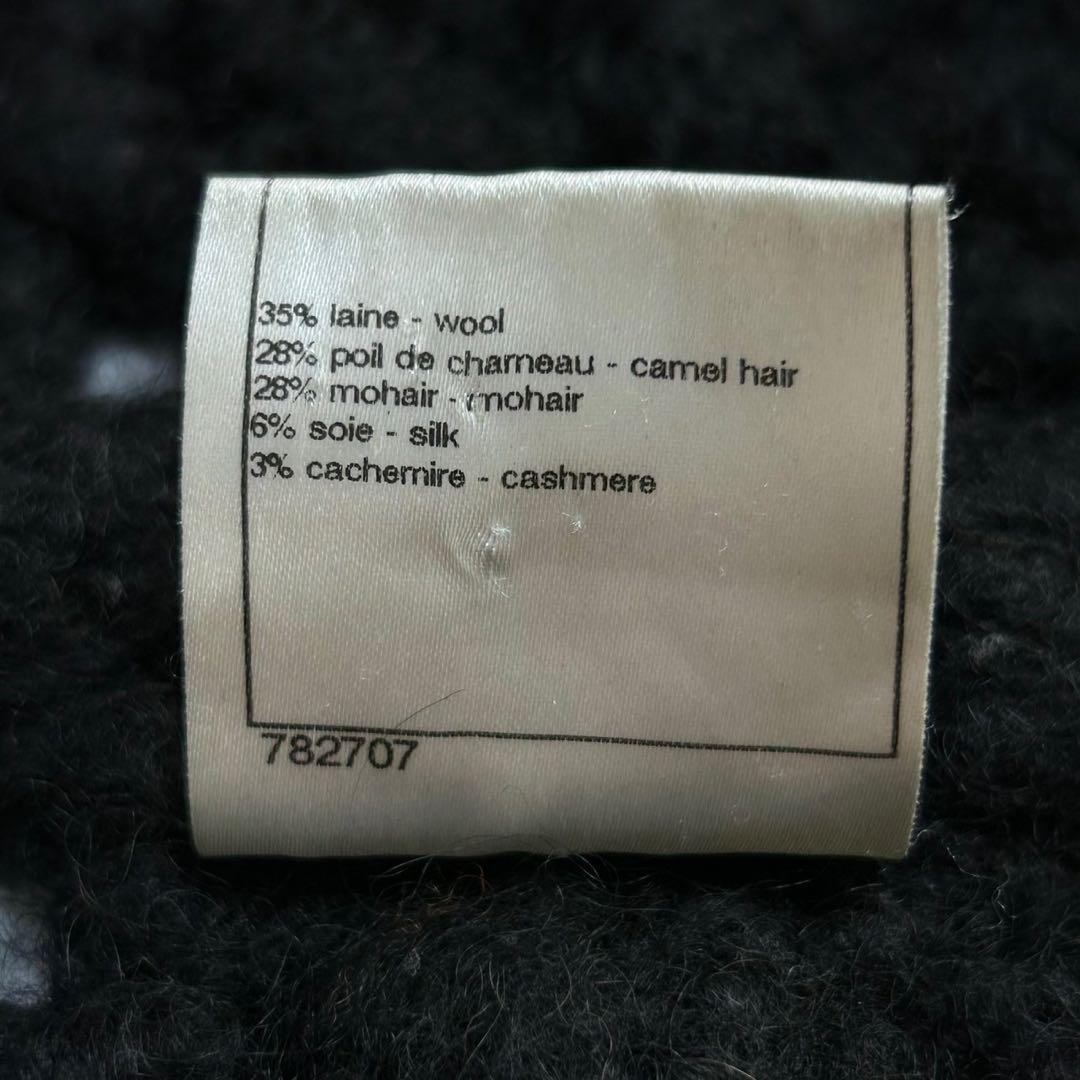 35% laine - wool
28% poil de chameau - camel hair
28% mohair - mohair
6% soie - silk
3% cachemire - cashmere
782707